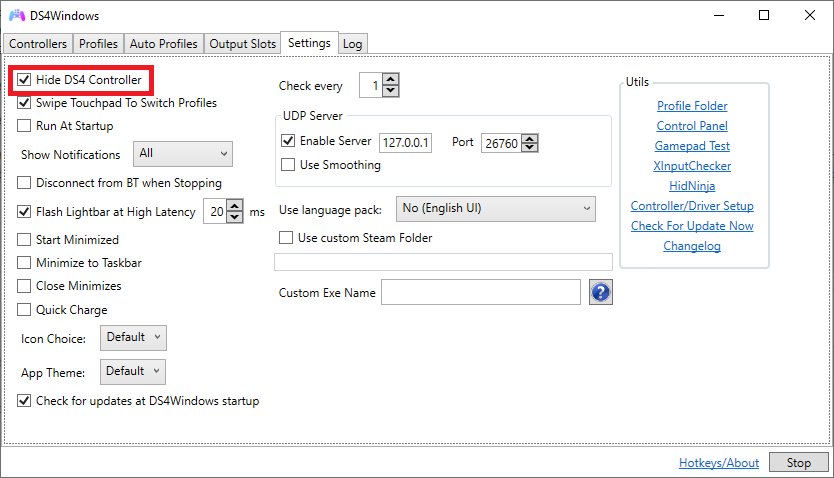 DS4Windows
Controllers Profiles Auto Profiles Output Slots Settings Log
Hide DS4 Controller
Swipe Touchpad To Switch Profiles
Run At Startup
Show Notifications All
Disconnect from BT when Stopping
Flash Lightbar at High Latency 20 ms
Start Minimized
Minimize to Taskbar
Close Minimizes
Quick Charge
Icon Choice: Default
App Theme: Default
Check for updates at DS4Windows startup
Check every 1
UDP Server
Enable Server 127.0.0.1 Port 26760
Use Smoothing
Use language pack: No (English UI)
Use custom Steam Folder
Custom Exe Name ?
Utils
Profile Folder
Control Panel
Gamepad Test
XInputChecker
HidNinja
Controller/Driver Setup
Check For Update Now
Changelog
Hotkeys/About Stop